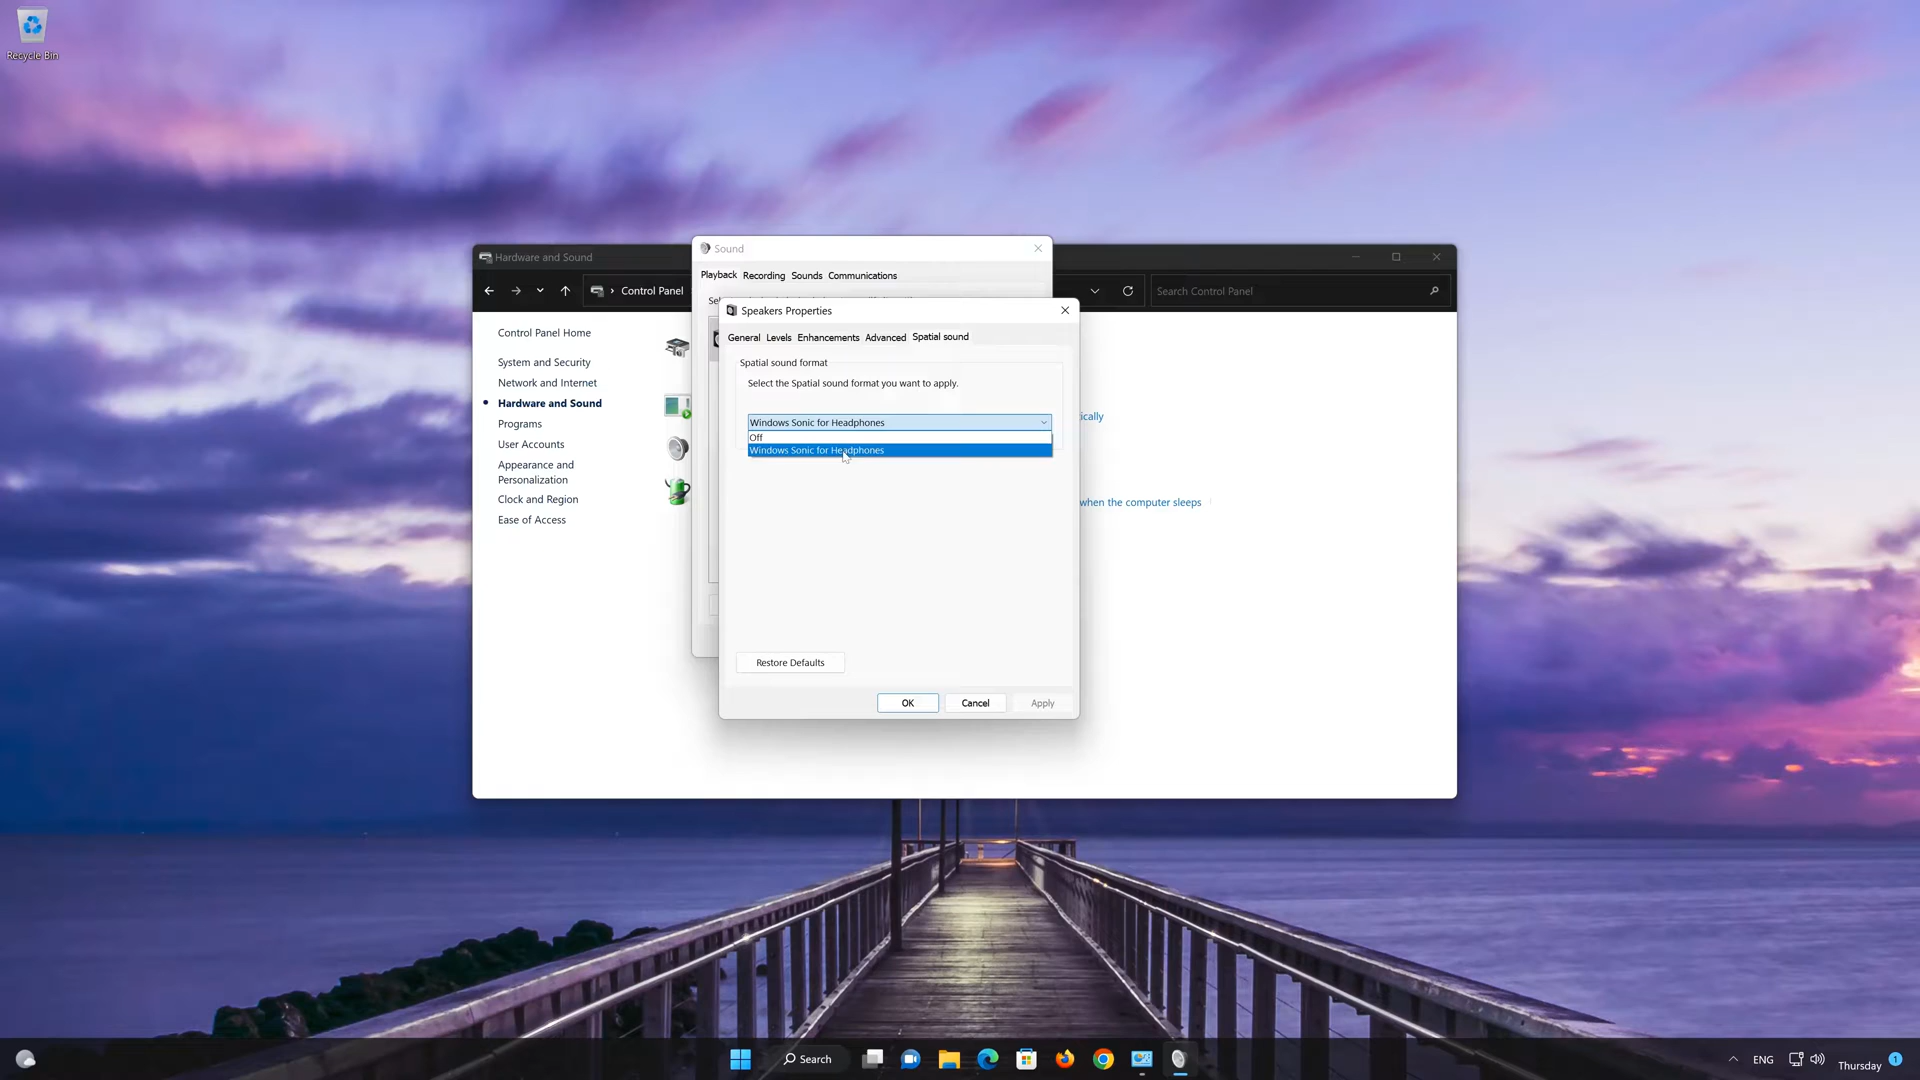 Recycle Bin
Hardware and Sound
Control Panel
Search Control Panel
Control Panel Home
System and Security
Network and Internet
Hardware and Sound
Programs
User Accounts
Appearance and
Personalization
Clock and Region
Ease of Access
ically
when the computer sleeps
Sound
Playback Recording Sounds Communications
Speakers Properties
General Levels Enhancements Advanced Spatial sound
Spatial sound format
Select the Spatial sound format you want to apply.
Windows Sonic for Headphones
Off
Windows Sonic for Headphones
Restore Defaults
OK Cancel Apply
Search
ENG
Thursday 1